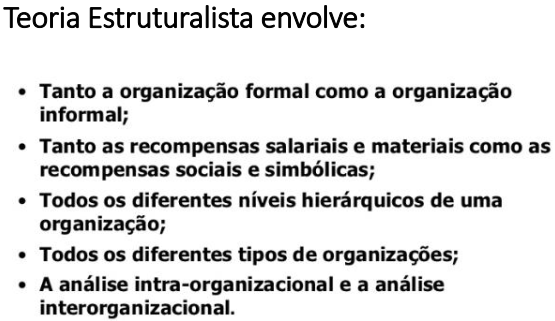 Teoria Estruturalista envolve:
• Tanto a organização formal como a organização
informal;
• Tanto as recompensas salariais e materiais como as
recompensas sociais e simbólicas;
• Todos os diferentes níveis hierárquicos de uma
organização;
• Todos os diferentes tipos de organizações;
• A análise intra-organizacional e a análise
interorganizacional.